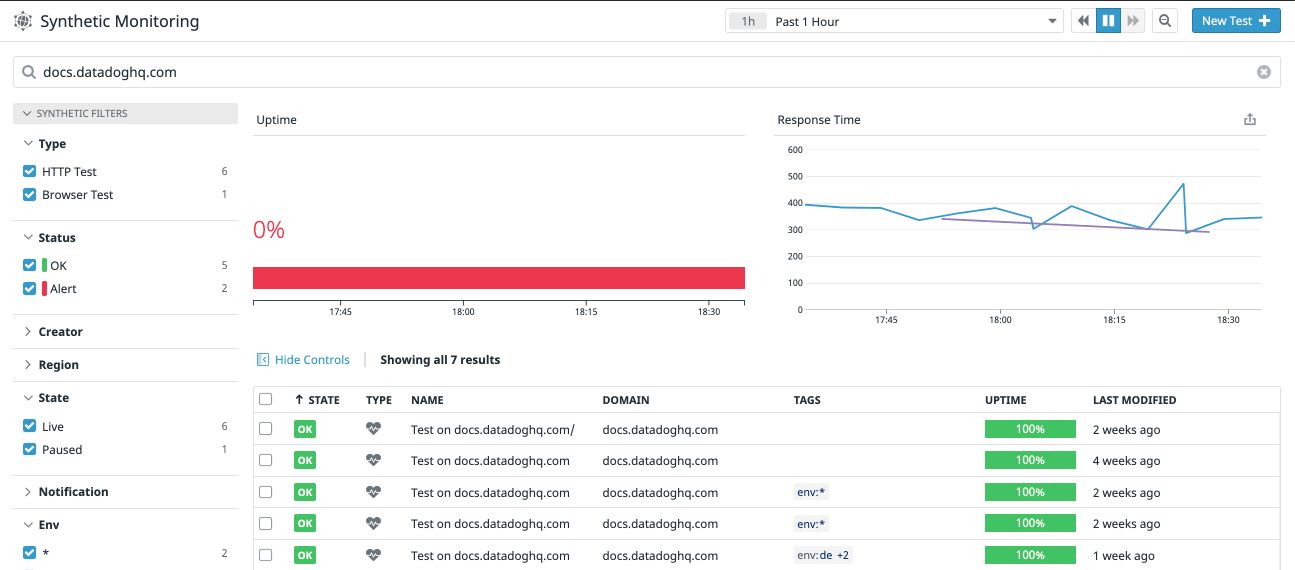 Synthetic Monitoring
1h Past 1 Hour
New Test +
docs.datadoghq.com
SYNTHETIC FILTERS
Type
HTTP Test 6
Browser Test 1
Status
OK 5
Alert 2
Creator
Region
State
Live 6
Paused 1
Notification
Env
* 2
Uptime
0%
17:45 18:00 18:15 18:30
Response Time
600
500
400
300
200
100
0
17:45 18:00 18:15 18:30
Hide Controls Showing all 7 results
↑ STATE TYPE NAME DOMAIN TAGS UPTIME LAST MODIFIED
OK Test on docs.datadoghq.com/ docs.datadoghq.com 100% 2 weeks ago
OK Test on docs.datadoghq.com docs.datadoghq.com 100% 4 weeks ago
OK Test on docs.datadoghq.com docs.datadoghq.com env:* 100% 2 weeks ago
OK Test on docs.datadoghq.com docs.datadoghq.com env:* 100% 2 weeks ago
OK Test on docs.datadoghq.com docs.datadoghq.com env:de +2 100% 1 week ago